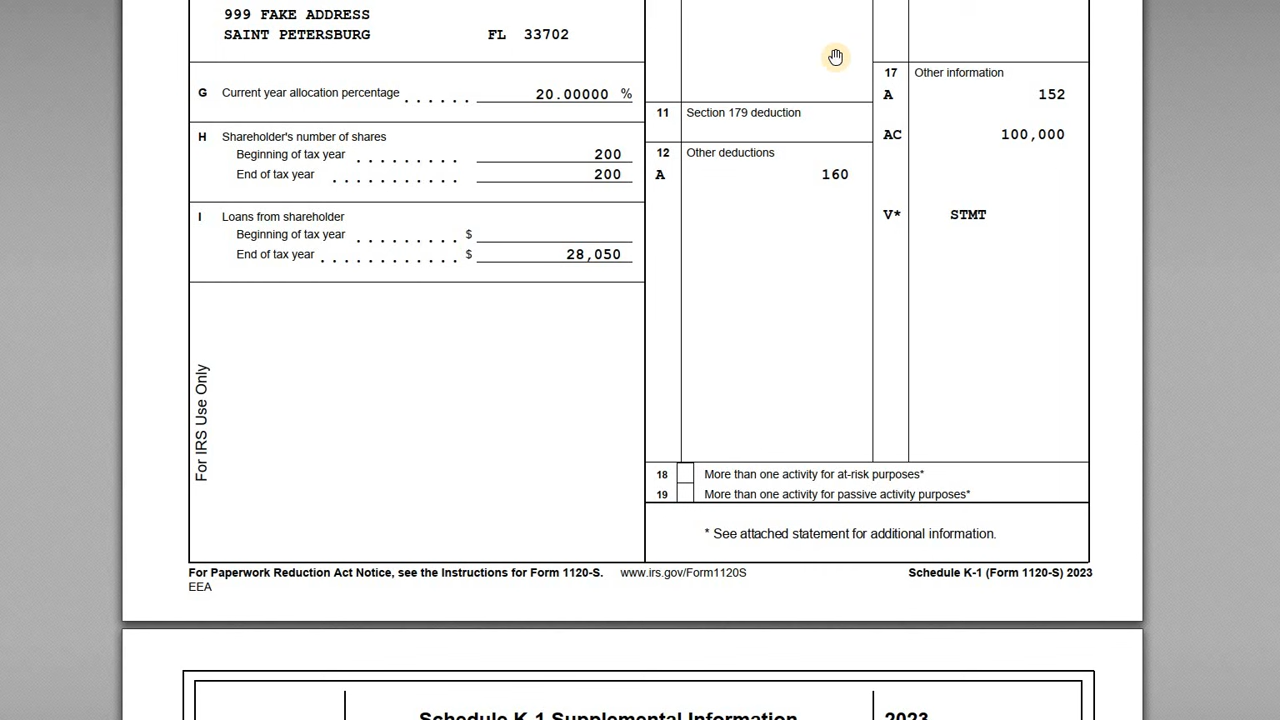 999 FAKE ADDRESS
SAINT PETERSBURG FL 33702
G Current year allocation percentage . . . . . . 20.00000 %
H Shareholder's number of shares
Beginning of tax year . . . . . . . . . 200
End of tax year . . . . . . . . . . . 200
I Loans from shareholder
Beginning of tax year . . . . . . . . . $
End of tax year . . . . . . . . . . . . $ 28,050
For IRS Use Only
11 Section 179 deduction
12 Other deductions
A 160
17 Other information
A 152
AC 100,000
V* STMT
18 More than one activity for at-risk purposes*
19 More than one activity for passive activity purposes*
* See attached statement for additional information.
For Paperwork Reduction Act Notice, see the Instructions for Form 1120-S. www.irs.gov/Form1120S Schedule K-1 (Form 1120-S) 2023
EEA
Schedule K-1 Supplemental Information 2023